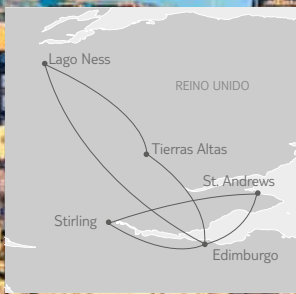 Lago Ness
REINO UNIDO
Tierras Altas
St. Andrews
Stirling
Edimburgo